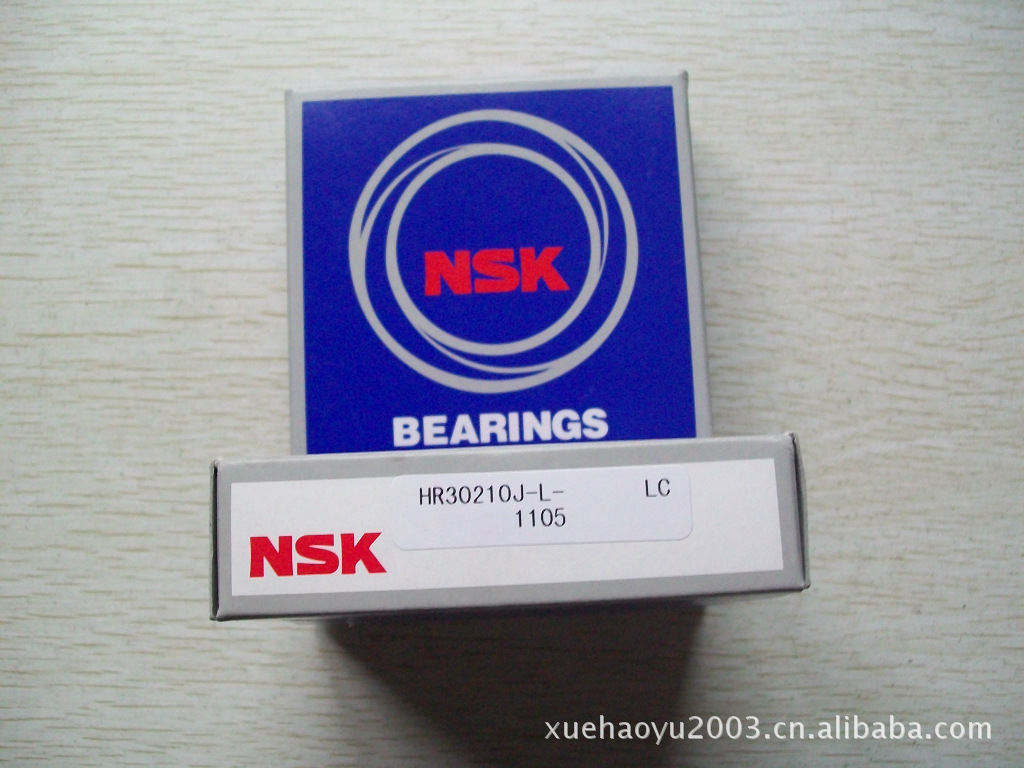 NSK
BEARINGS
HR30210J-L- LC
1105
NSK
xuehaoyu2003.cn.alibaba.com